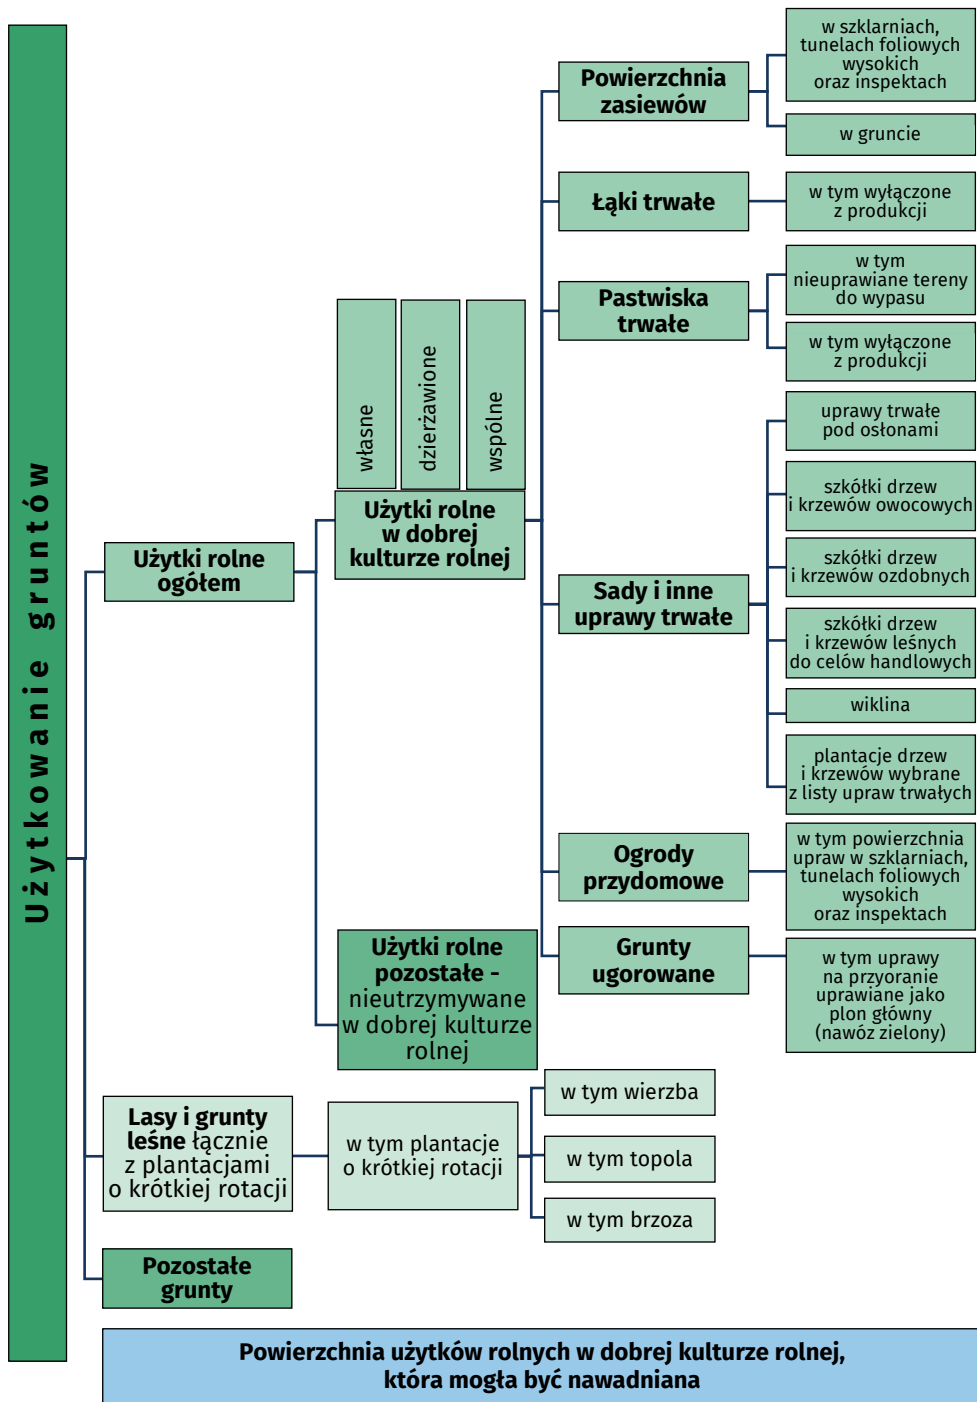 Użytkowanie gruntów
Użytki rolne
ogółem
własne
dzierżawione
wspólne
Użytki rolne
w dobrej
kulturze rolnej
Powierzchnia
zasiewów
w szklarniach,
tunelach foliowych
wysokich
oraz inspektach
w gruncie
Łąki trwałe
w tym wyłączone
z produkcji
Pastwiska
trwałe
w tym
nieuprawiane tereny
do wypasu
w tym wyłączone
z produkcji
Sady i inne
uprawy trwałe
uprawy trwałe
pod osłonami
szkółki drzew
i krzewów owocowych
szkółki drzew
i krzewów ozdobnych
szkółki drzew
i krzewów leśnych
do celów handlowych
wiklina
plantacje drzew
i krzewów wybrane
z listy upraw trwałych
Ogrody
przydomowe
w tym powierzchnia
upraw w szklarniach,
tunelach foliowych
wysokich
oraz inspektach
Grunty
ugorowane
w tym uprawy
na przyoranie
uprawiane jako
plon główny
(nawóz zielony)
Użytki rolne
pozostałe -
nieutrzymywane
w dobrej kulturze
rolnej
Lasy i grunty
leśne łącznie
z plantacjami
o krótkiej rotacji
w tym plantacje
o krótkiej rotacji
w tym wierzba
w tym topola
w tym brzoza
Pozostałe
grunty
Powierzchnia użytków rolnych w dobrej kulturze rolnej,
która mogła być nawadniana